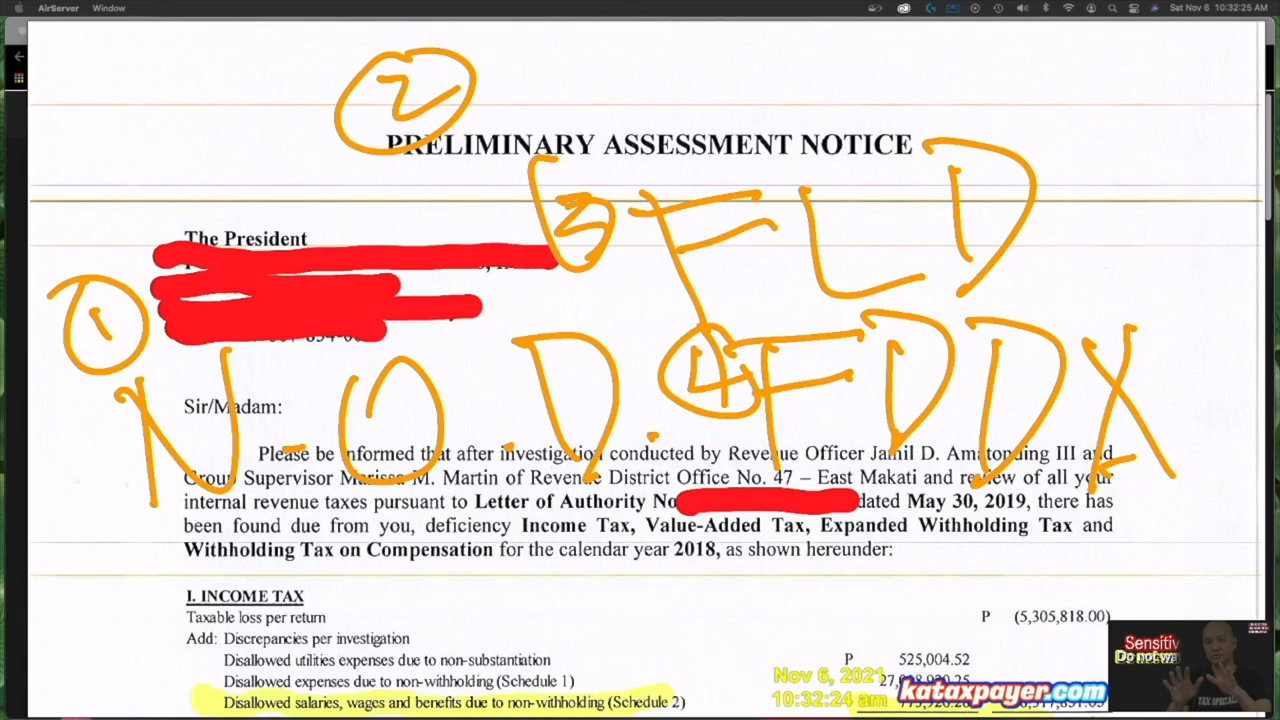 AirServer Window Sat Nov 6 10:32:25 AM
2
PRELIMINARY ASSESSMENT NOTICE
3 FLD
The President
1 N.O.D.
4 FDDA
Sir/Madam:
Please be informed that after investigation conducted by Revenue Officer Jamil D. III and
Group Supervisor Marissa M. Martin of Revenue District Office No. 47 – East Makati and review of all your
internal revenue taxes pursuant to Letter of Authority No dated May 30, 2019, there has
been found due from you, deficiency Income Tax, Value-Added Tax, Expanded Withholding Tax and
Withholding Tax on Compensation for the calendar year 2018, as shown hereunder:
I. INCOME TAX
Taxable loss per return P (5,305,818.00)
Add: Discrepancies per investigation
Disallowed utilities expenses due to non-substantiation P 525,004.52
Disallowed expenses due to non-withholding (Schedule 1)
Disallowed salaries, wages and benefits due to non-withholding (Schedule 2)
Nov 6, 2021
10:32:24 am
kataxpayer.com
Sensitiv
Do not wa